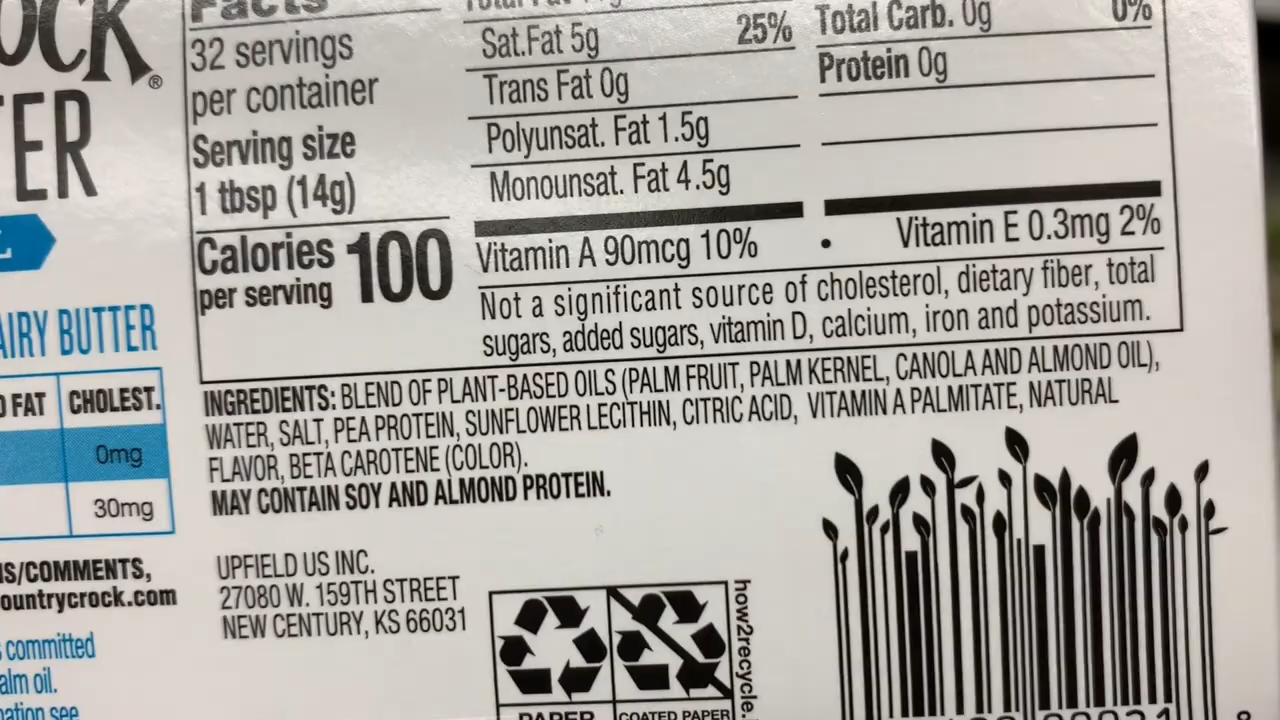 OCK®
ER
AIRY BUTTER
FAT CHOLEST.
0mg
30mg
S/COMMENTS,
ountrycrock.com
committed
alm oil.
ation see
Facts
32 servings
per container
Serving size
1 tbsp (14g)
Calories 100
per serving
Sat.Fat 5g 25%
Trans Fat 0g
Polyunsat. Fat 1.5g
Monounsat. Fat 4.5g
Total Carb. 0g 0%
Protein 0g
Vitamin A 90mcg 10% • Vitamin E 0.3mg 2%
Not a significant source of cholesterol, dietary fiber, total
sugars, added sugars, vitamin D, calcium, iron and potassium.
INGREDIENTS: BLEND OF PLANT-BASED OILS (PALM FRUIT, PALM KERNEL, CANOLA AND ALMOND OIL),
WATER, SALT, PEA PROTEIN, SUNFLOWER LECITHIN, CITRIC ACID, VITAMIN A PALMITATE, NATURAL
FLAVOR, BETA CAROTENE (COLOR).
MAY CONTAIN SOY AND ALMOND PROTEIN.
UPFIELD US INC.
27080 W. 159TH STREET
NEW CENTURY, KS 66031
how2recycle.
PAPER
COATED PAPER